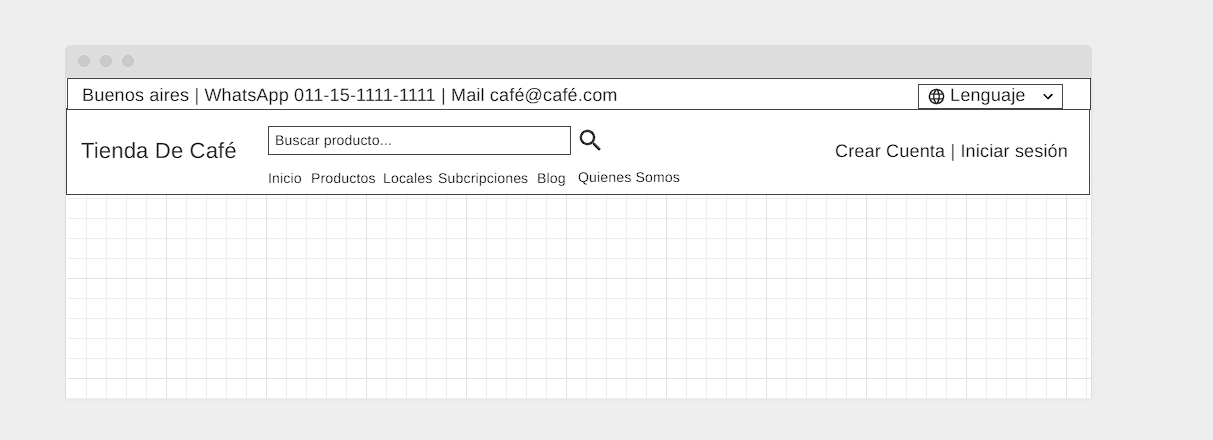 Buenos aires | WhatsApp 011-15-1111-1111 | Mail café@café.com
Lenguaje
Tienda De Café
Buscar producto...
Crear Cuenta | Iniciar sesión
Inicio Productos Locales Subcripciones Blog Quienes Somos